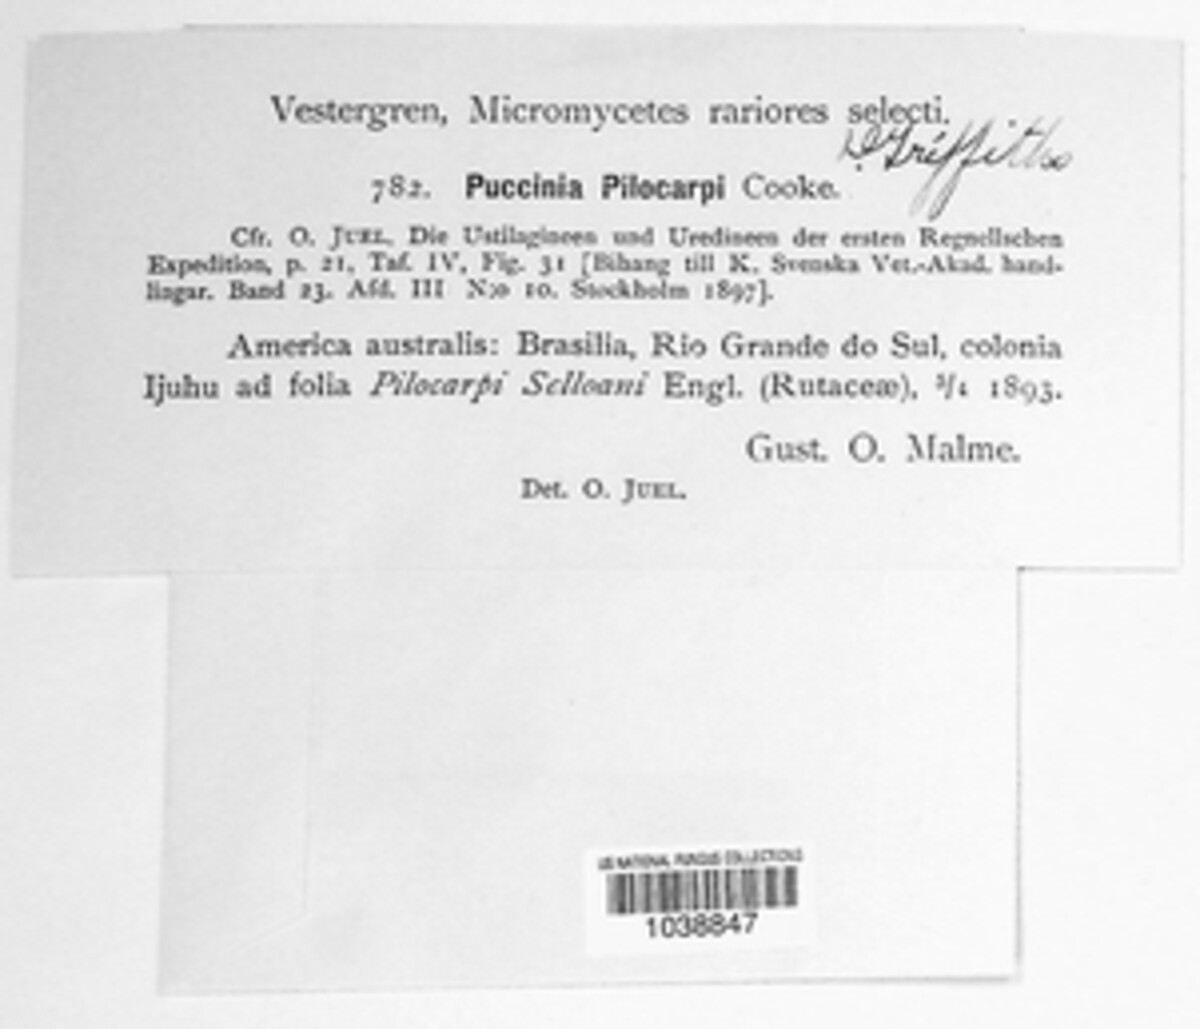 Vestergren, Micromycetes rariores selecti.
D. Griffiths
782. Puccinia Pilocarpi Cooke.
Cfr. O. JUEL, Die Ustilagineen und Uredineen der ersten Regnellschen
Expedition, p. 21, Taf. IV, Fig. 31 [Bihang till K. Svenska Vet.-Akad. hand-
lingar. Band 23. Afd. III N:o 10. Stockholm 1897].
America australis: Brasilia, Rio Grande do Sul, colonia
Ijuhu ad folia Pilocarpi Selloani Engl. (Rutaceæ), 1893.
Gust. O. Malme.
Det. O. JUEL.
US NATIONAL FUNGUS COLLECTIONS
1038847